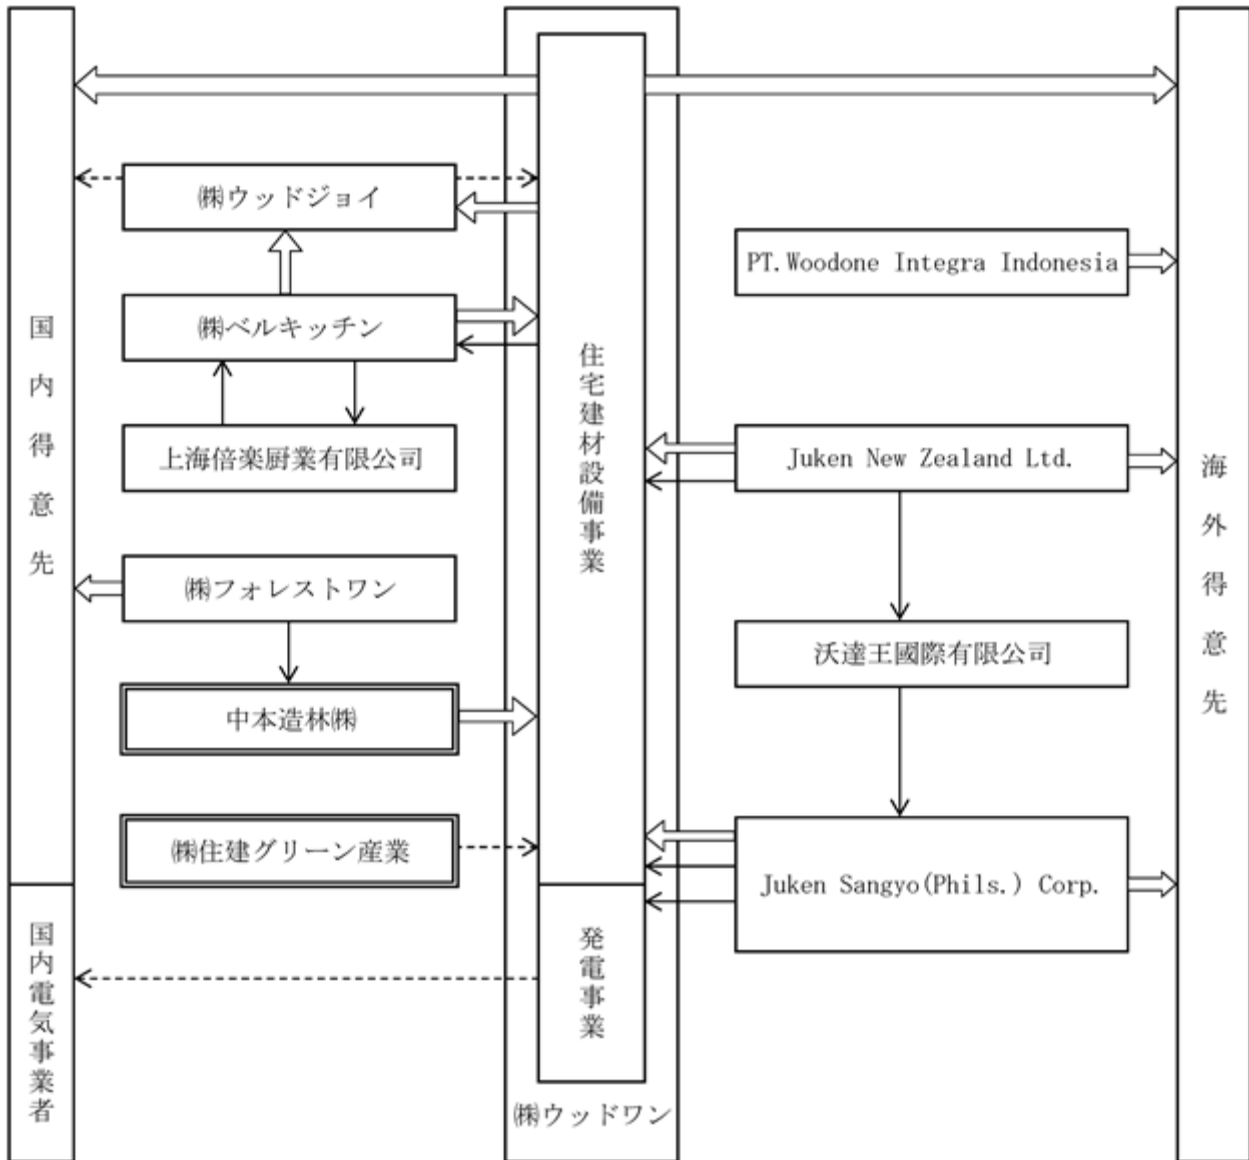 国内得意先
国内電気事業者
㈱ウッドジョイ
㈱ベルキッチン
上海倍楽厨業有限公司
㈱フォレストワン
中本造林㈱
㈱住建グリーン産業
住宅建材設備事業
発電事業
㈱ウッドワン
PT.Woodone Integra Indonesia
Juken New Zealand Ltd.
沃達王國際有限公司
Juken Sangyo(Phils.) Corp.
海外得意先